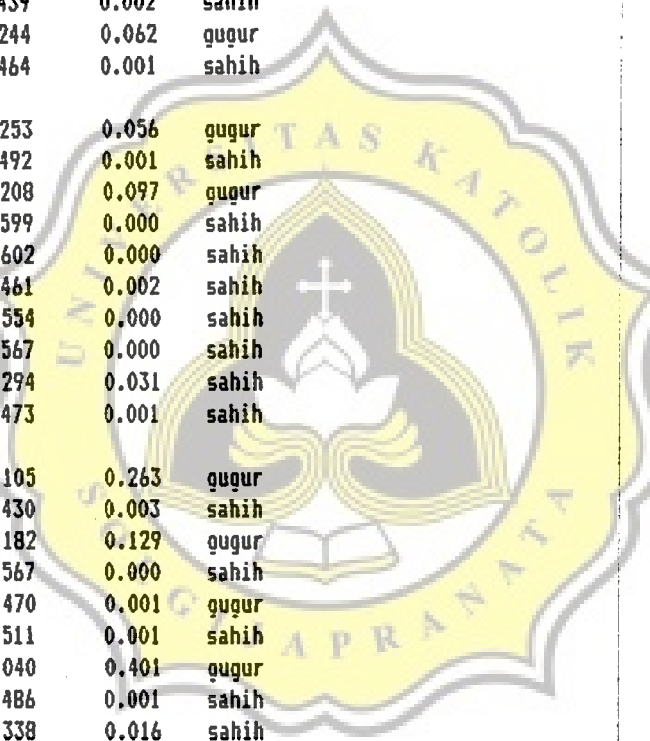 439 0.002 sahih
244 0.062 gugur
464 0.001 sahih
253 0.056 gugur
492 0.001 sahih
208 0.097 gugur
599 0.000 sahih
602 0.000 sahih
461 0.002 sahih
554 0.000 sahih
567 0.000 sahih
294 0.031 sahih
473 0.001 sahih
105 0.263 gugur
430 0.003 sahih
182 0.129 gugur
567 0.000 sahih
470 0.001 gugur
511 0.001 sahih
040 0.401 gugur
486 0.001 sahih
338 0.016 sahih
UNIVERSITAS KATOLIK
SOEGIJAPRANATA